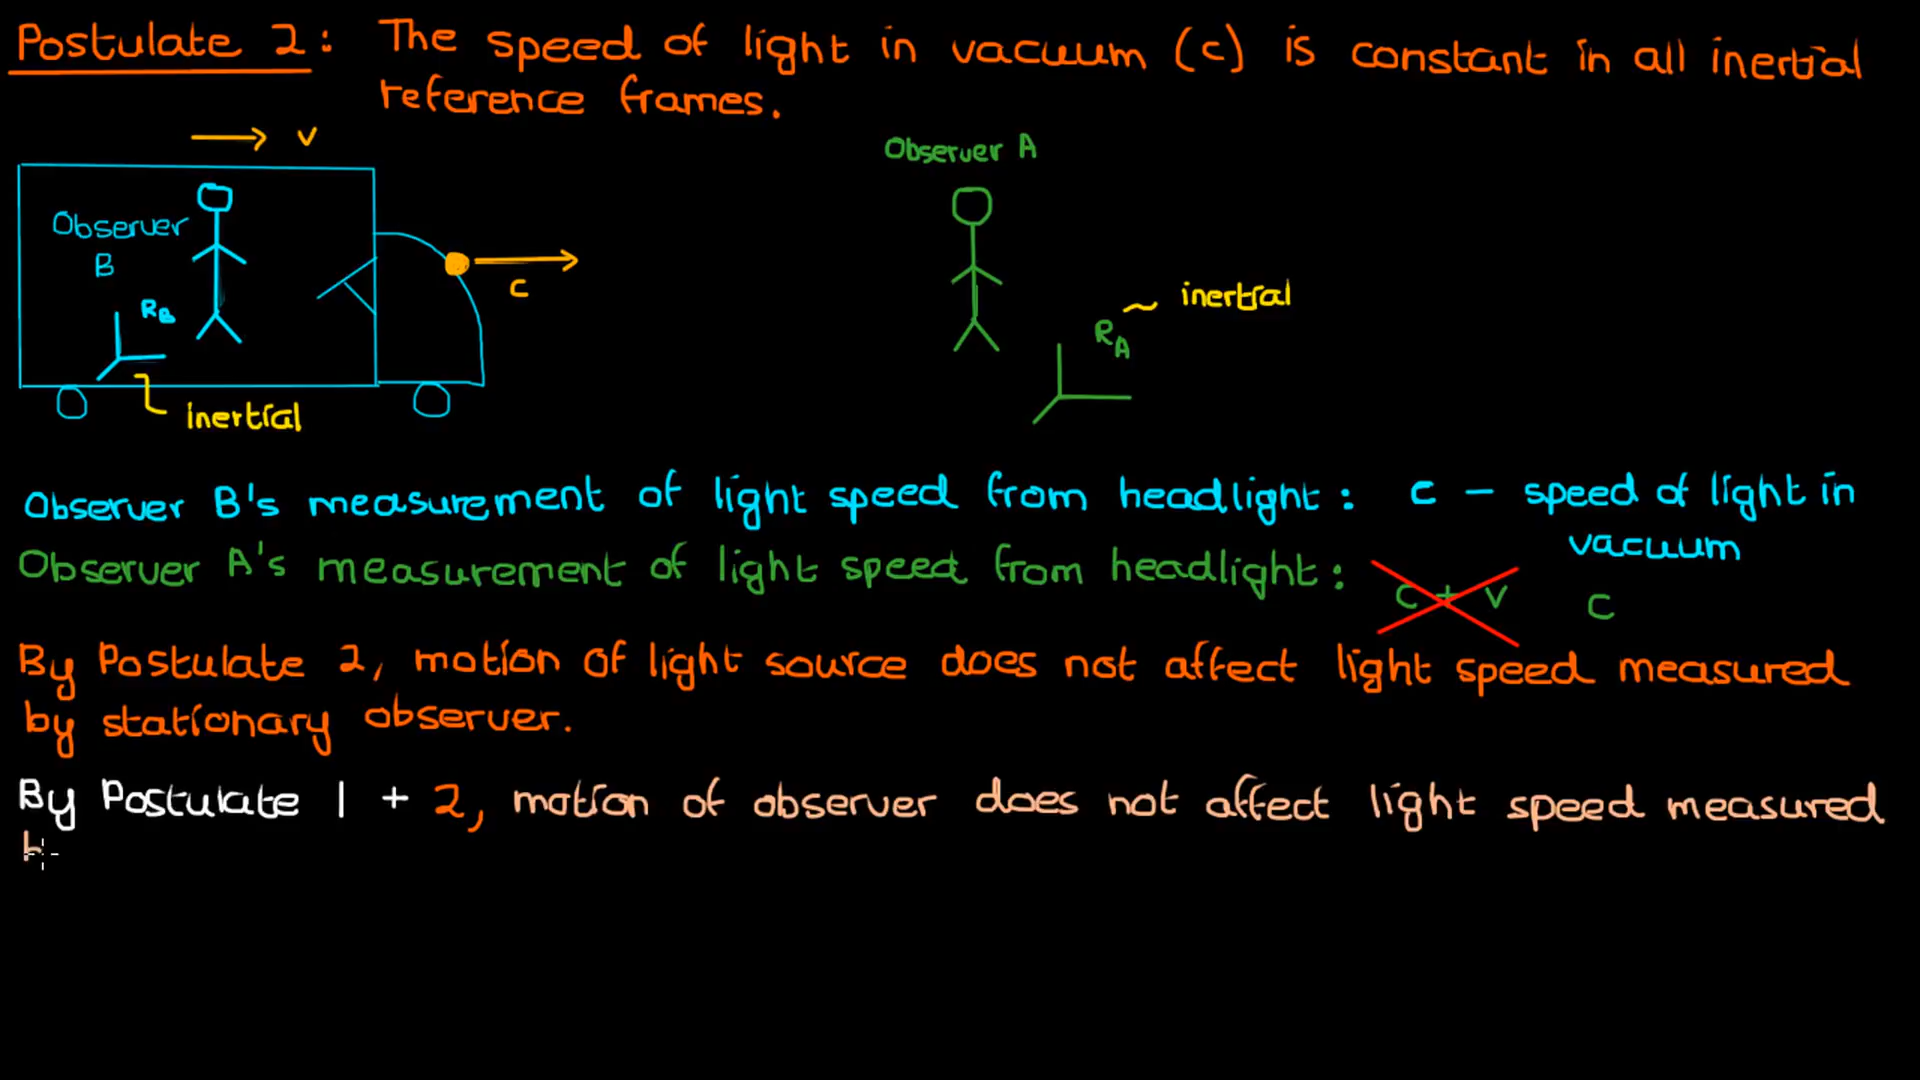 Postulate 2: The speed of light in vacuum (c) is constant in all inertial
reference frames.
v
Observer A
Observer
B
RB
c
inertial
RA
inertial
Observer B's measurement of light speed from headlight: c - speed of light in
vacuum
Observer A's measurement of light speed from headlight: c + v c
By Postulate 2, motion of light source does not affect light speed measured
by stationary observer.
By Postulate 1 + 2, motion of observer does not affect light speed measured